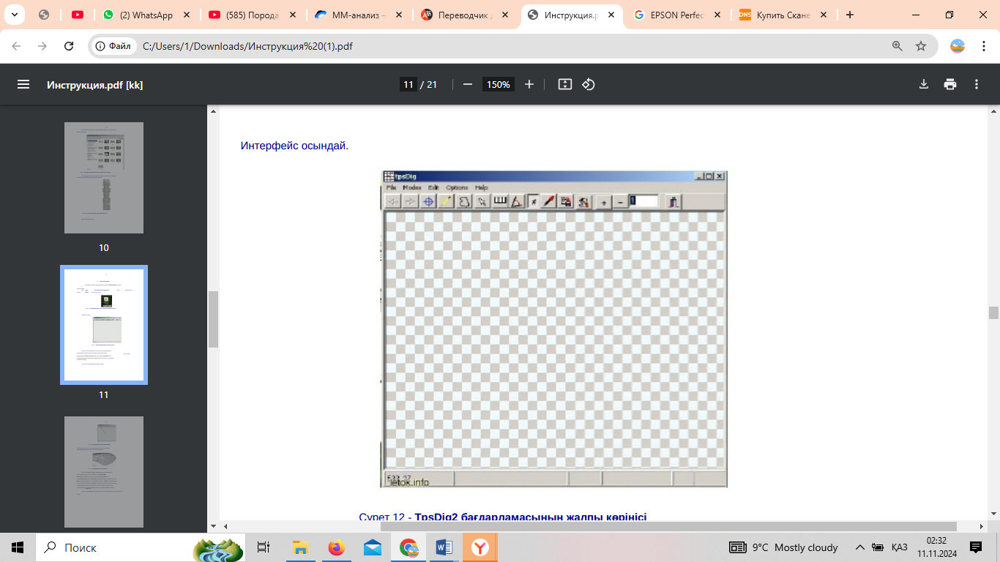 (2) WhatsApp
(585) Порода
ММ-анализ –
Переводчик д
Инструкция.р
EPSON Perfec
DNS
Купить Скане
Файл
C:/Users/1/Downloads/Инструкция%20(1).pdf
Инструкция.pdf [kk]
11 / 21
150%
10
11
Интерфейс осындай.
tpsDig
File Modes Edit Options Help
1
letok.info
Сурет 12 - TpsDig2 бағдарламасының жалпы көрінісі
Поиск
9°C Mostly cloudy
ҚАЗ
02:32
11.11.2024